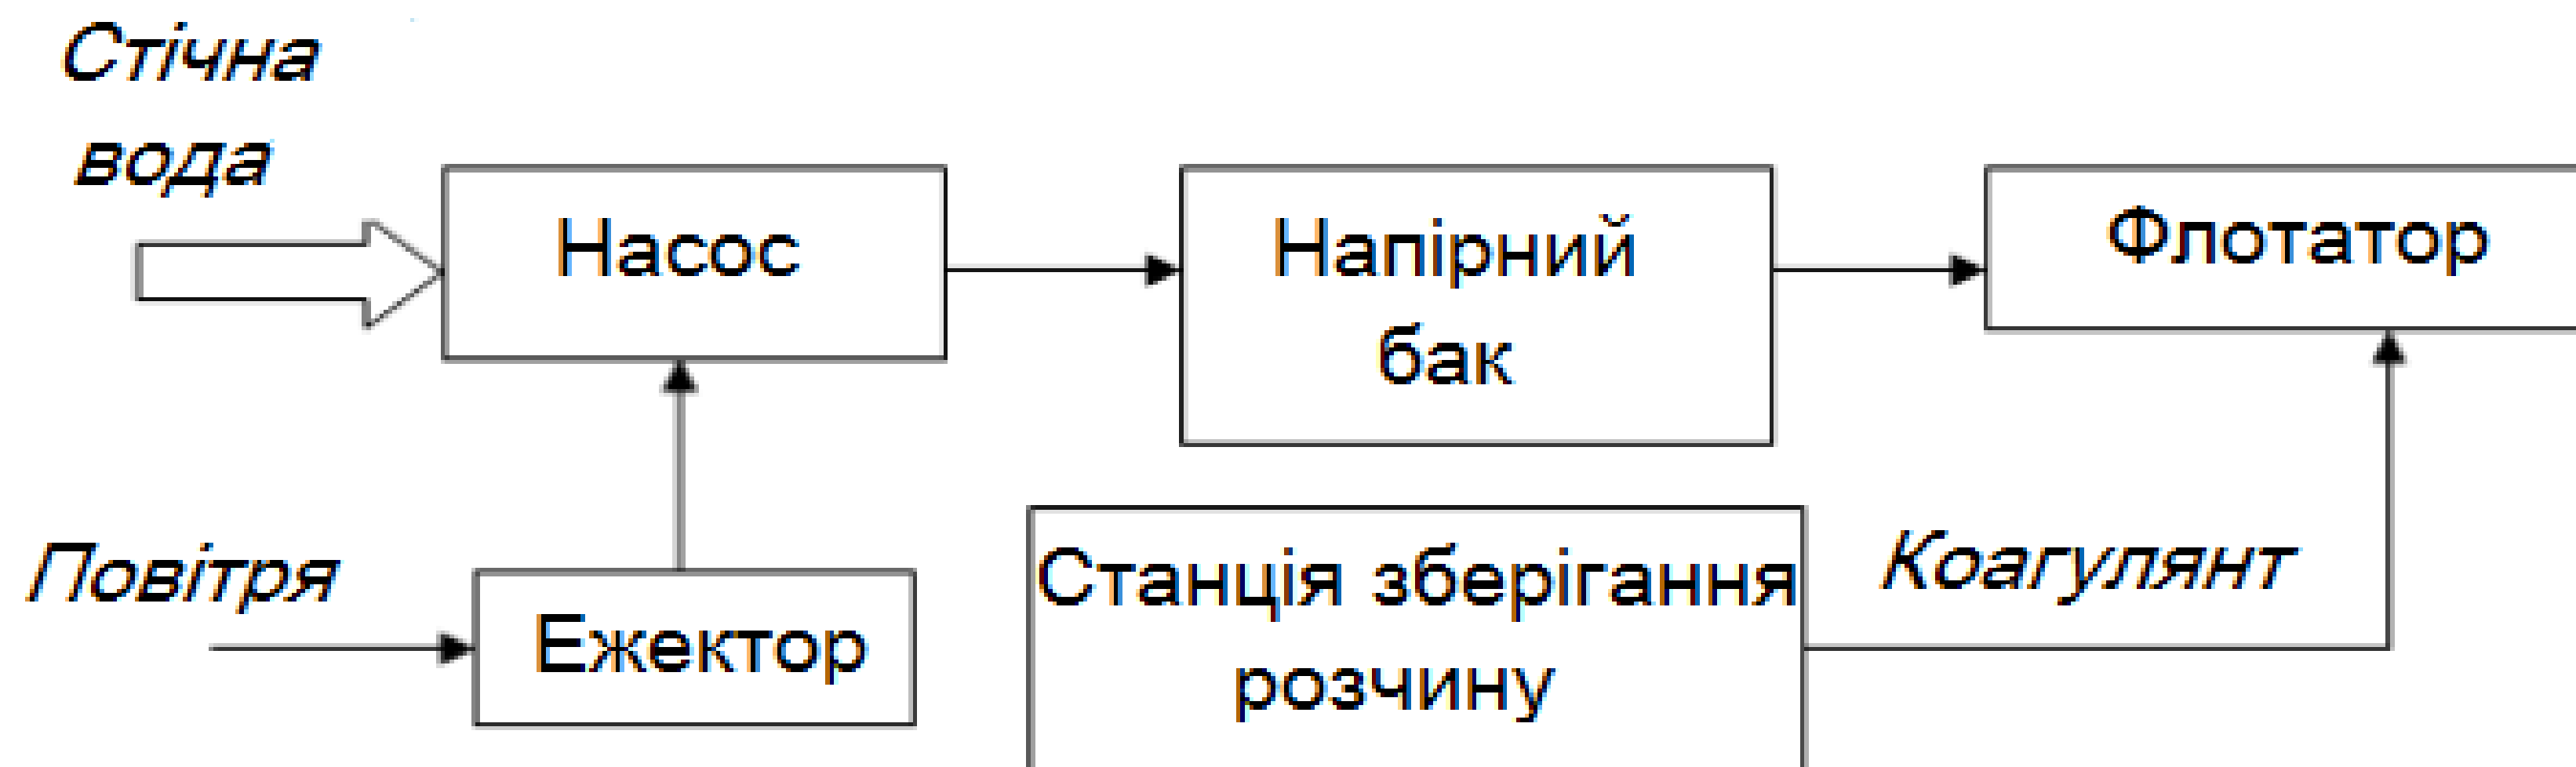 Стічна
вода
Насос
Напірний
бак
Флотатор
Повітря
Ежектор
Станція зберігання
розчину
Коагулянт